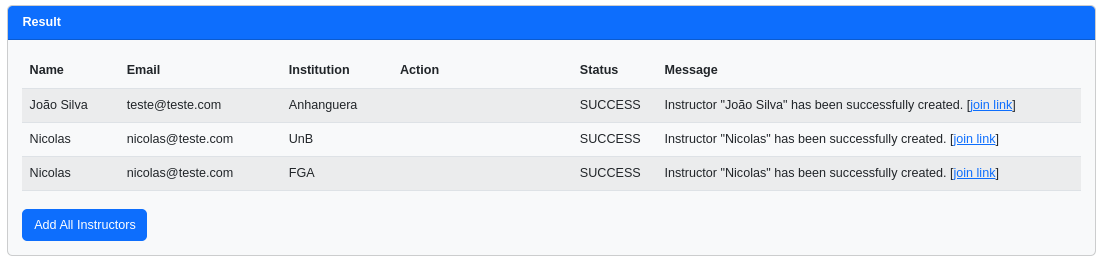 Result
Name Email Institution Action Status Message
João Silva teste@teste.com Anhanguera SUCCESS Instructor "João Silva" has been successfully created. [join link]
Nicolas nicolas@teste.com UnB SUCCESS Instructor "Nicolas" has been successfully created. [join link]
Nicolas nicolas@teste.com FGA SUCCESS Instructor "Nicolas" has been successfully created. [join link]
Add All Instructors